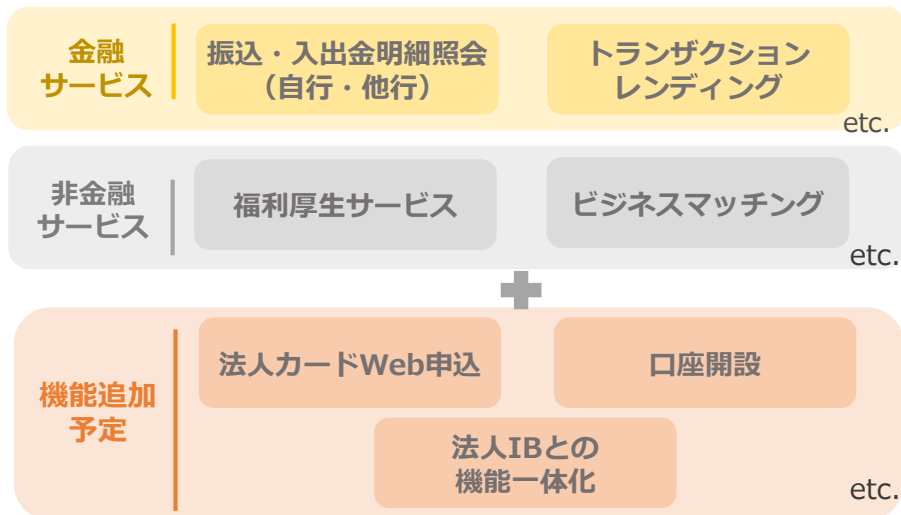 金融
サービス
振込・入出金明細照会
（自行・他行）
トランザクション
レンディング
etc.
非金融
サービス
福利厚生サービス
ビジネスマッチング
etc.
機能追加
予定
法人カードWeb申込
口座開設
法人IBとの
機能一体化
etc.